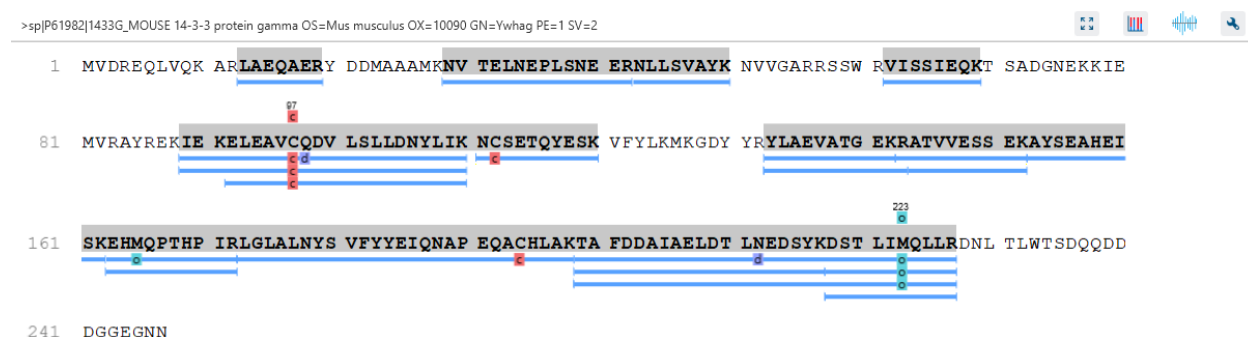 >sp|P61982|1433G_MOUSE 14-3-3 protein gamma OS=Mus musculus OX=10090 GN=Ywhag PE=1 SV=2
1 MVDREQLVQK ARLAEQAERY DDMAAAMKNV TELNEPLSNE ERNLLSVAYK NVVGARRSSW RVISSIEQKT SADGNEKKIE
97
c
81 MVRAYREKIE KELEAVCQDV LSLLDNYLIK NCSETQYESK VFYLKMKGDY YRYLAEVATG EKRATVVESS EKAYSEAHEI
c d c
c
c
223
o
161 SKEHMQPTHP IRLGLALNYS VFYYEIQNAP EQACHLAKTA FDDAIAELDT LNEDSYKDST LIMQLLRDNL TLWTSDQQDD
o c d o
o
o
241 DGGEGNN